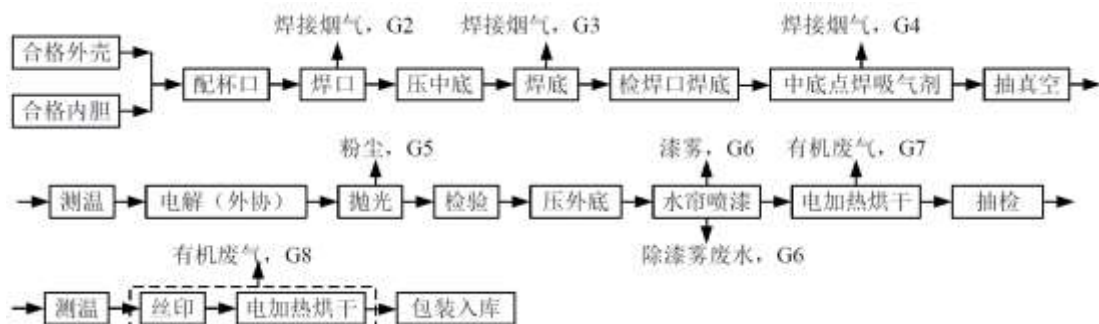 焊接烟气，G2 焊接烟气，G3 焊接烟气，G4
合格外壳
配杯口 焊口 压中底 焊底 检焊口焊底 中底点焊吸气剂 抽真空
合格内胆
粉尘，G5 漆雾，G6 有机废气，G7
测温 电解（外协） 抛光 检验 压外底 水帘喷漆 电加热烘干 抽检
有机废气，G8 除漆雾废水，G6
测温 丝印 电加热烘干 包装入库